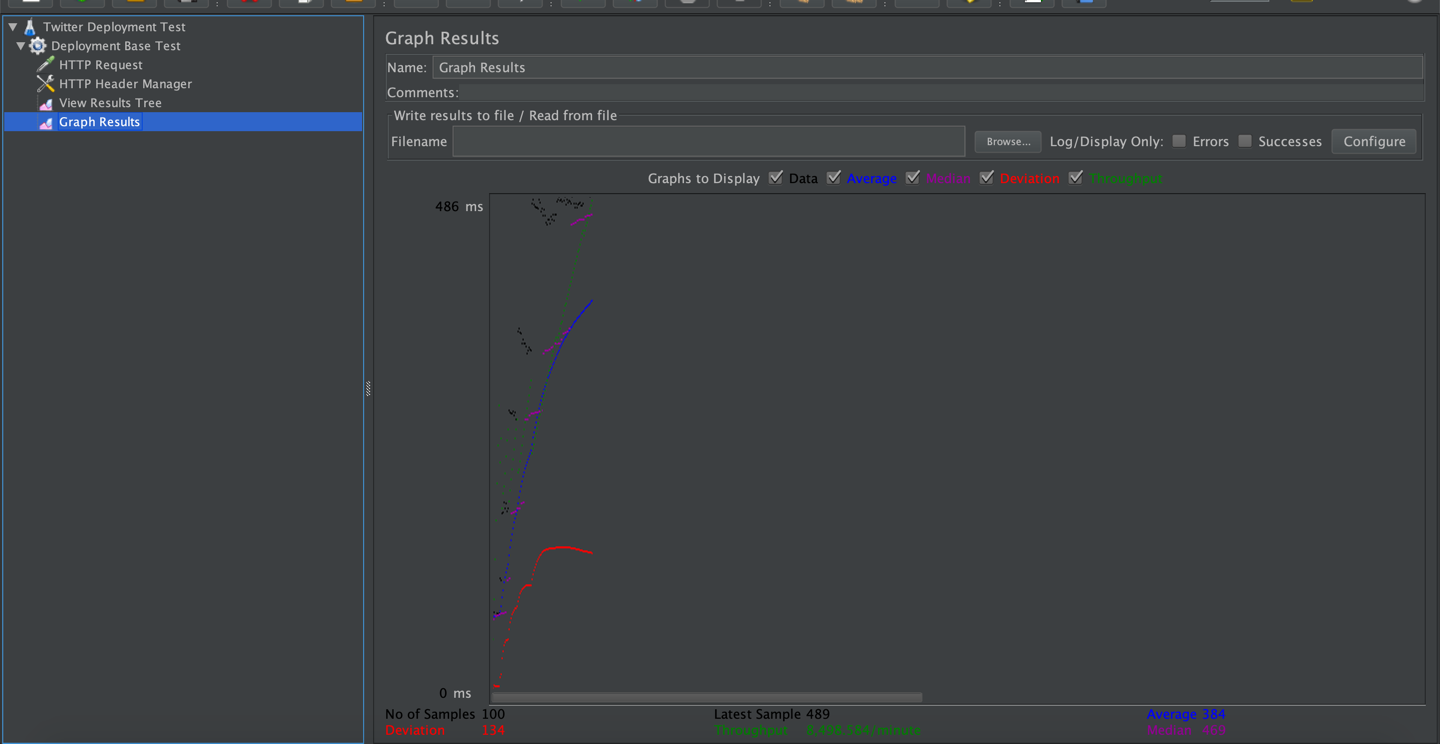 Twitter Deployment Test
Deployment Base Test
HTTP Request
HTTP Header Manager
View Results Tree
Graph Results
Graph Results
Name: Graph Results
Comments:
Write results to file / Read from file
Filename Browse... Log/Display Only: Errors Successes Configure
Graphs to Display Data Average Median Deviation Throughput
486 ms
0 ms
No of Samples 100 Latest Sample 489 Average 384
Deviation 134 Throughput 8,498.584/minute Median